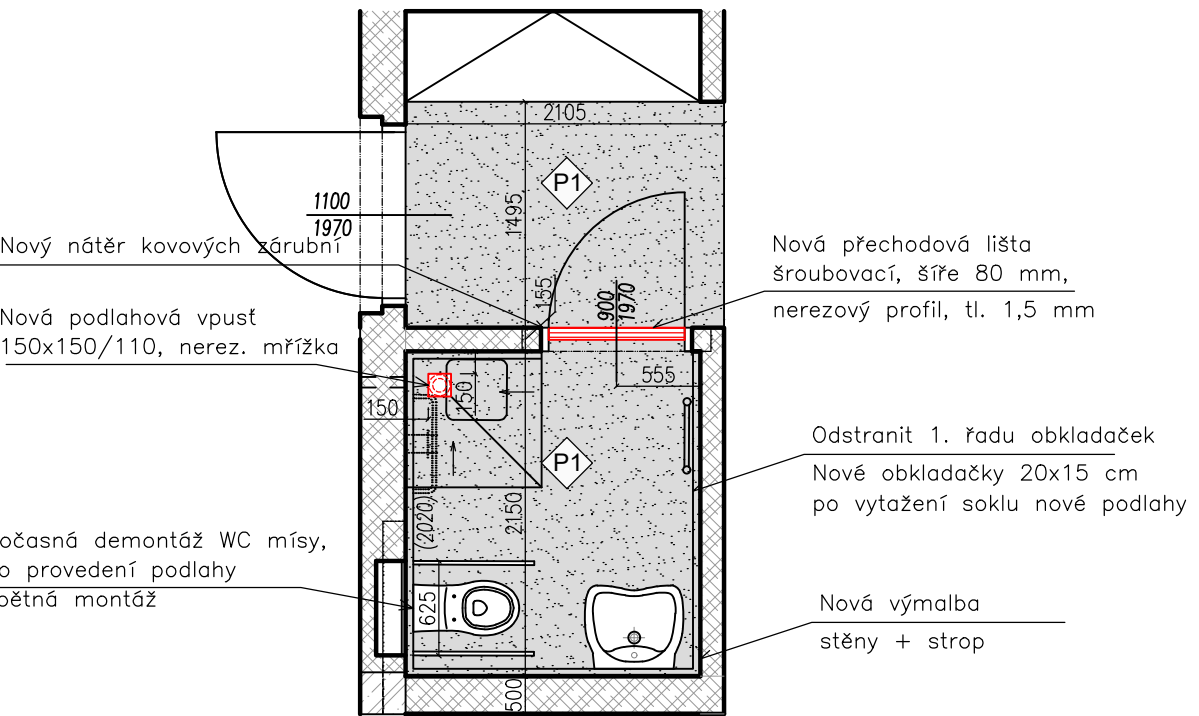 2105
P1
1100
1970
1495
Nový nátěr kovových zárubní
Nová přechodová lišta
šroubovací, šíře 80 mm,
nerezový profil, tl. 1,5 mm
155
900
1970
Nová podlahová vpusť
150x150/110, nerez. mřížka
555
150
150
P1
Odstranit 1. řadu obkladaček
Nové obkladačky 20x15 cm
po vytažení soklu nové podlahy
(2020)
2150
očasná demontáž WC mísy,
o provedení podlahy
pětná montáž
625
Nová výmalba
stěny + strop
500